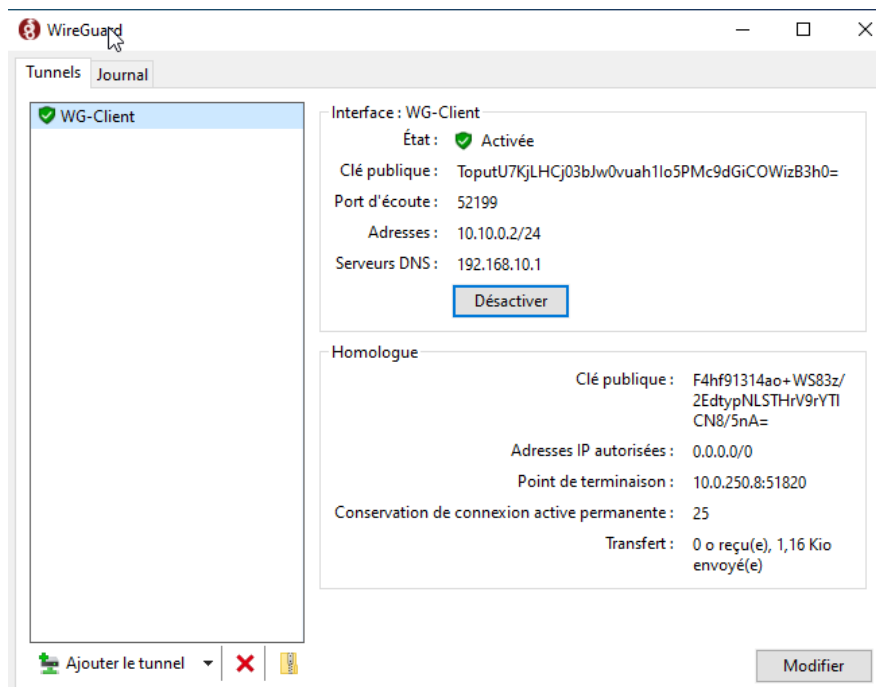 WireGuard
Tunnels Journal
WG-Client
Interface : WG-Client
État : Activée
Clé publique : ToputU7KjLHCj03bJw0vuah1Io5PMc9dGiCOWizB3h0=
Port d'écoute : 52199
Adresses : 10.10.0.2/24
Serveurs DNS : 192.168.10.1
Désactiver
Homologue
Clé publique : F4hf91314ao+WS83z/
2EdtypNLSTHrV9rYTI
CN8/5nA=
Adresses IP autorisées : 0.0.0.0/0
Point de terminaison : 10.0.250.8:51820
Conservation de connexion active permanente : 25
Transfert : 0 o reçu(e), 1,16 Kio
envoyé(e)
Ajouter le tunnel
Modifier